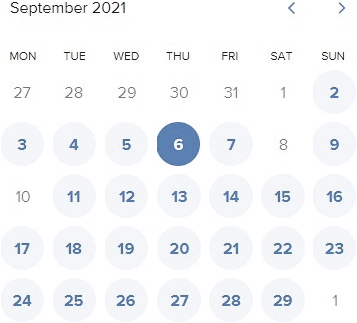 September 2021
MON TUE WED THU FRI SAT SUN
27 28 29 30 31 1 2
3 4 5 6 7 8 9
10 11 12 13 14 15 16
17 18 19 20 21 22 23
24 25 26 27 28 29 1